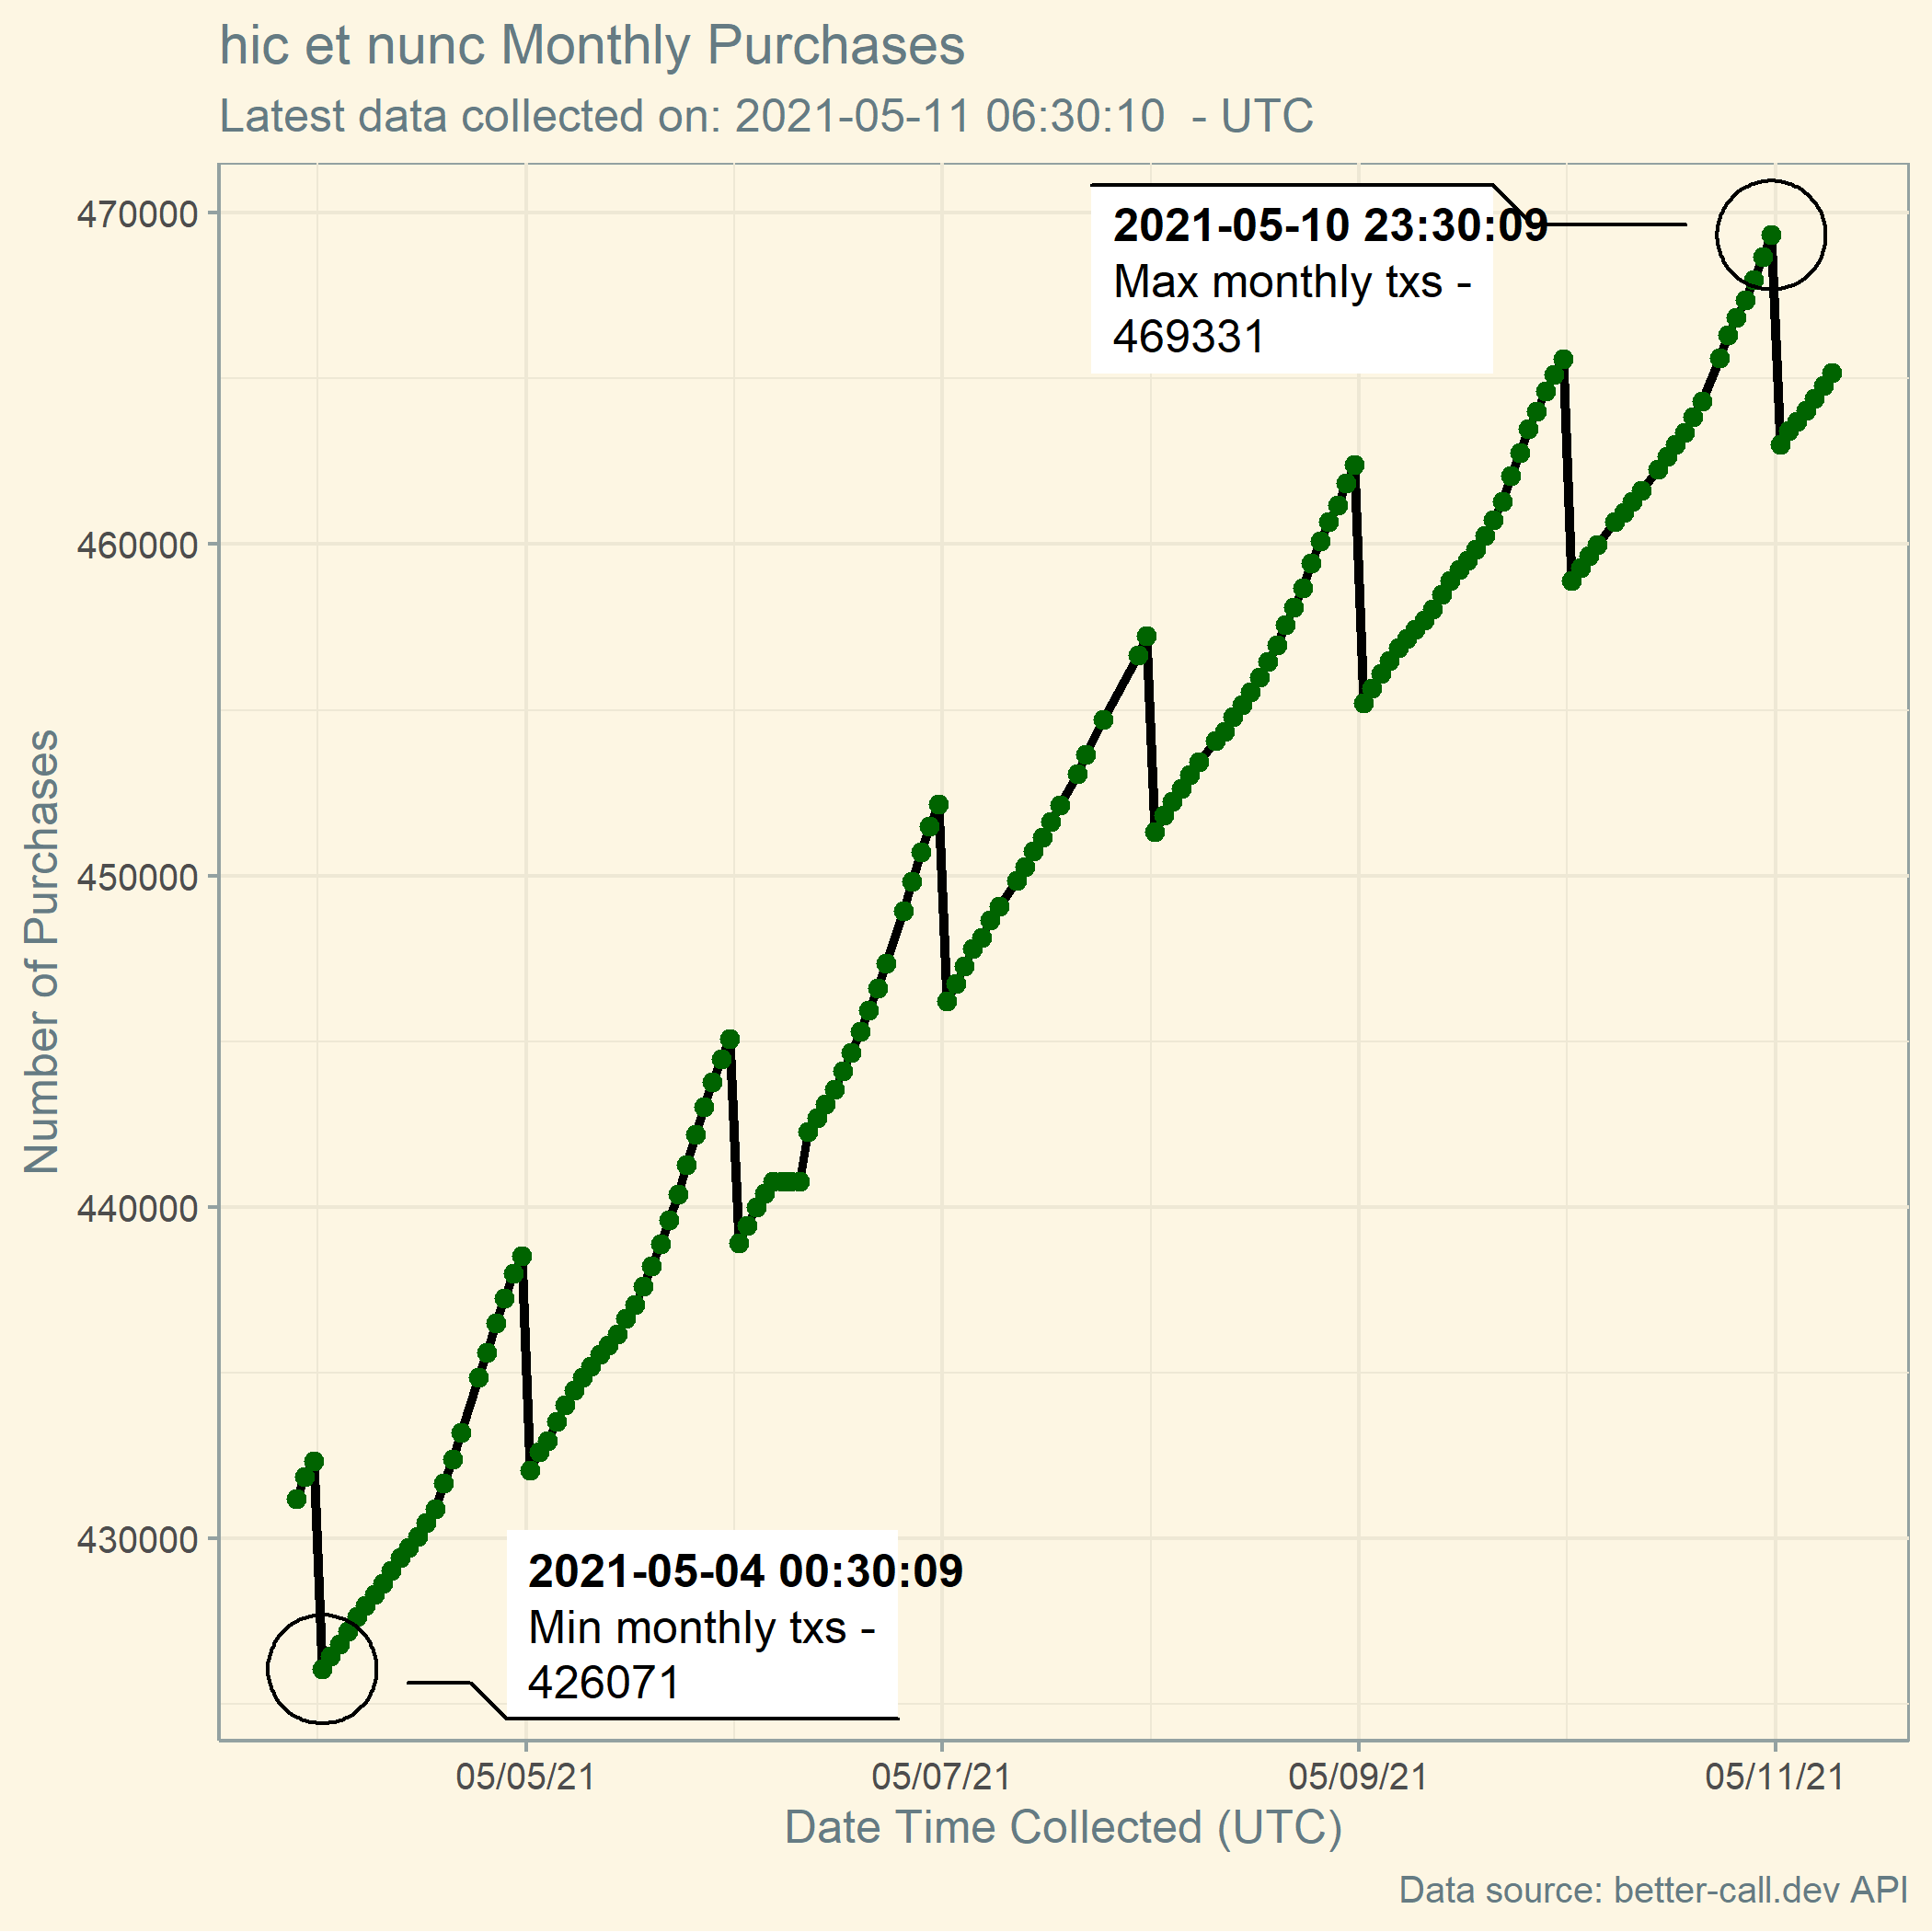 hic et nunc Monthly Purchases
Latest data collected on: 2021-05-11 06:30:10  - UTC
470000
2021-05-10 23:30:09
Max monthly txs -
469331
460000
450000
Number of Purchases
440000
430000
2021-05-04 00:30:09
Min monthly txs -
426071
05/05/21
05/07/21
05/09/21
05/11/21
Date Time Collected (UTC)
Data source: better-call.dev API